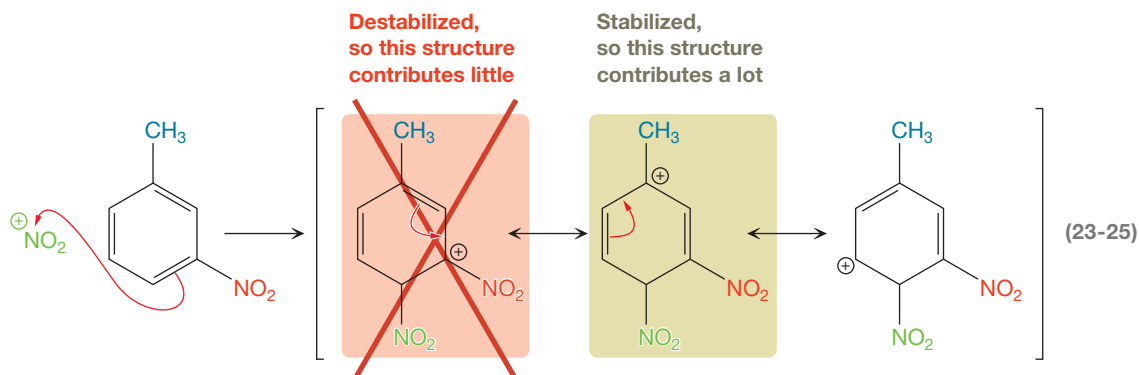 Destabilized,
so this structure
contributes little
Stabilized,
so this structure
contributes a lot
CH₃
⊕
NO₂
NO₂
CH₃
⊕
NO₂
NO₂
CH₃
⊕
NO₂
NO₂
CH₃
⊕
NO₂
NO₂
(23-25)